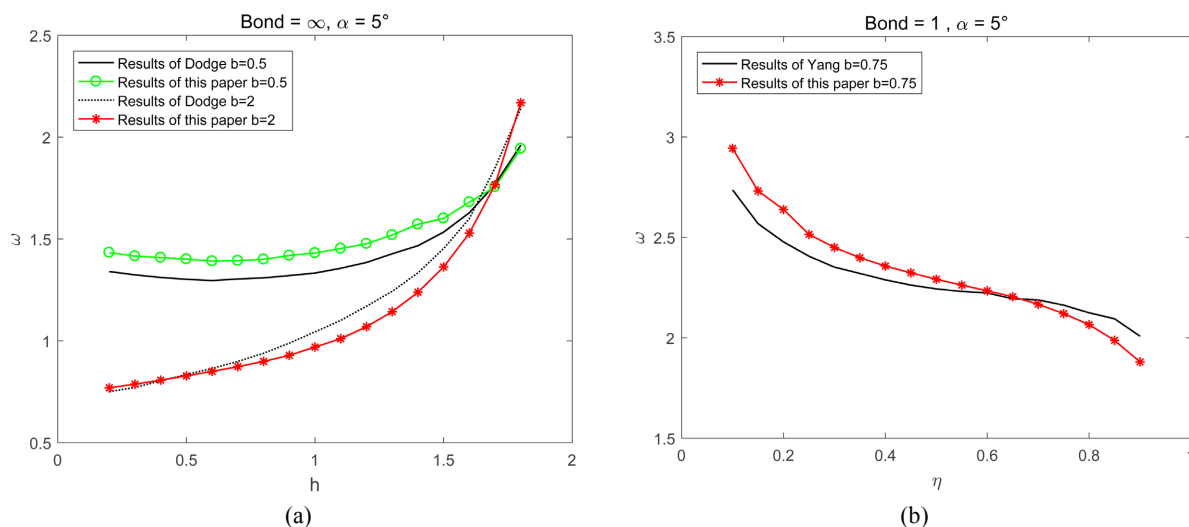 Bond = ∞, α = 5°
2.5
2
1.5
1
0.5
ω
Results of Dodge b=0.5
Results of this paper b=0.5
Results of Dodge b=2
Results of this paper b=2
0 0.5 1 1.5 2
h
(a)
Bond = 1 , α = 5°
3.5
3
2.5
2
1.5
ω
Results of Yang b=0.75
Results of this paper b=0.75
0 0.2 0.4 0.6 0.8 1
η
(b)